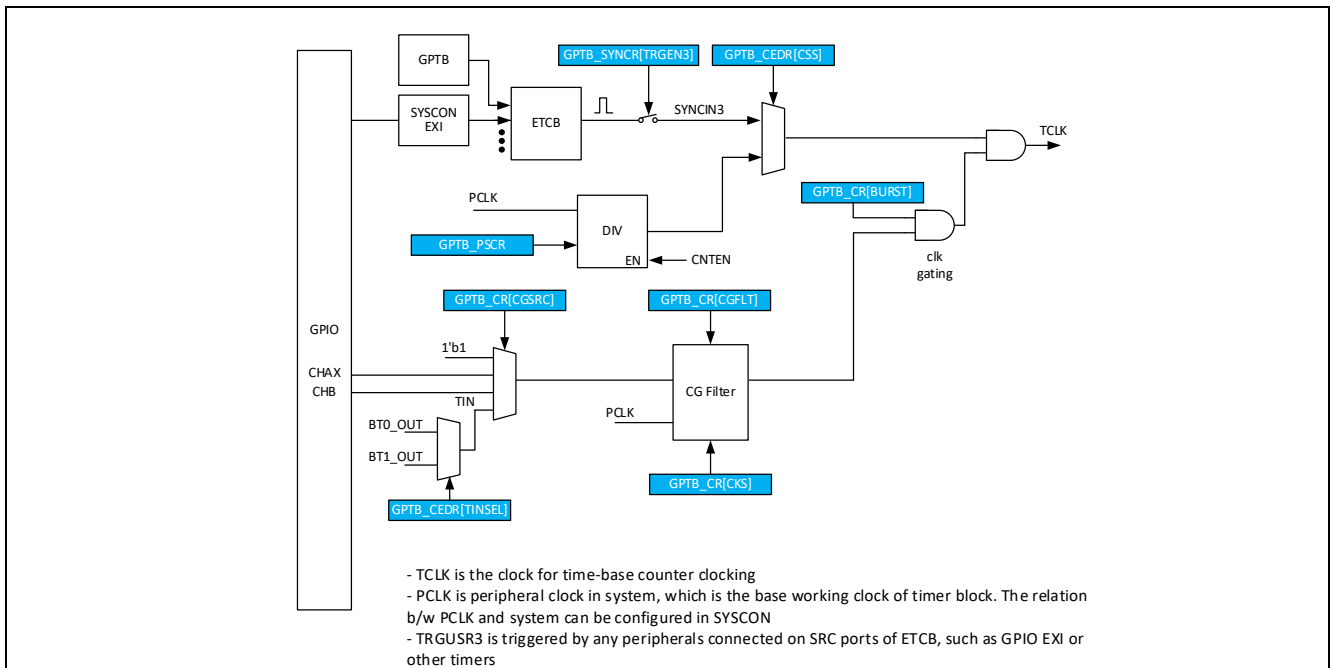 GPTB_SYNCR[TRGEN3]
GPTB_CEDR[CSS]
GPTB
SYSCON
EXI
ETCB
SYNCIN3
TCLK
GPTB_CR[BURST]
PCLK
DIV
GPTB_PSCR
EN
CNTEN
clk
gating
GPTB_CR[CGSRC]
GPTB_CR[CGFLT]
GPIO
1'b1
CHAX
CHB
TIN
CG Filter
PCLK
BT0_OUT
BT1_OUT
GPTB_CR[CKS]
GPTB_CEDR[TINSEL]
- TCLK is the clock for time-base counter clocking
- PCLK is peripheral clock in system, which is the base working clock of timer block. The relation
b/w PCLK and system can be configured in SYSCON
- TRGUSR3 is triggered by any peripherals connected on SRC ports of ETCB, such as GPIO EXI or
other timers